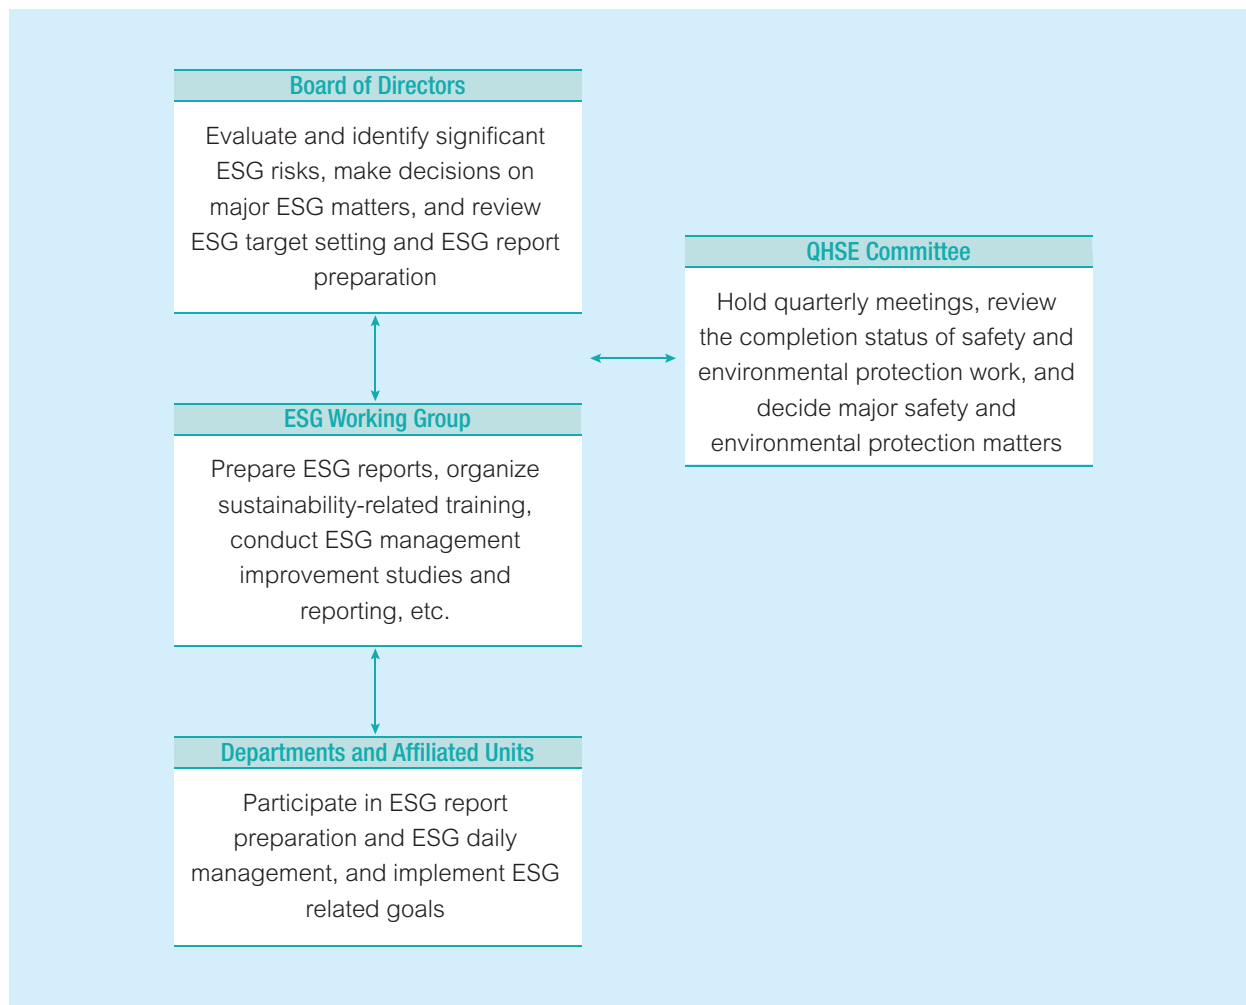 Board of Directors
Evaluate and identify significant
ESG risks, make decisions on
major ESG matters, and review
ESG target setting and ESG report
preparation
QHSE Committee
Hold quarterly meetings, review
the completion status of safety and
environmental protection work, and
decide major safety and
environmental protection matters
ESG Working Group
Prepare ESG reports, organize
sustainability-related training,
conduct ESG management
improvement studies and
reporting, etc.
Departments and Affiliated Units
Participate in ESG report
preparation and ESG daily
management, and implement ESG
related goals